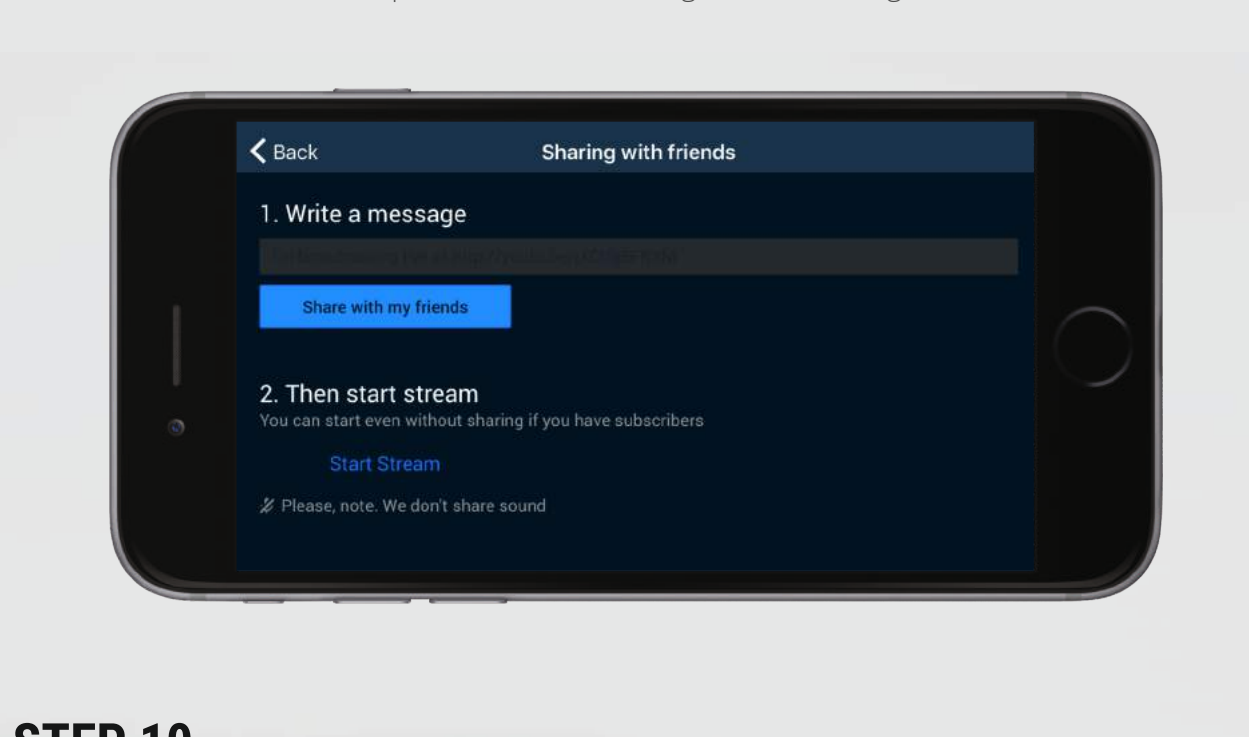 Back
Sharing with friends
1. Write a message
Share with my friends
2. Then start stream
You can start even without sharing if you have subscribers
Start Stream
Please, note. We don't share sound
STEP 10